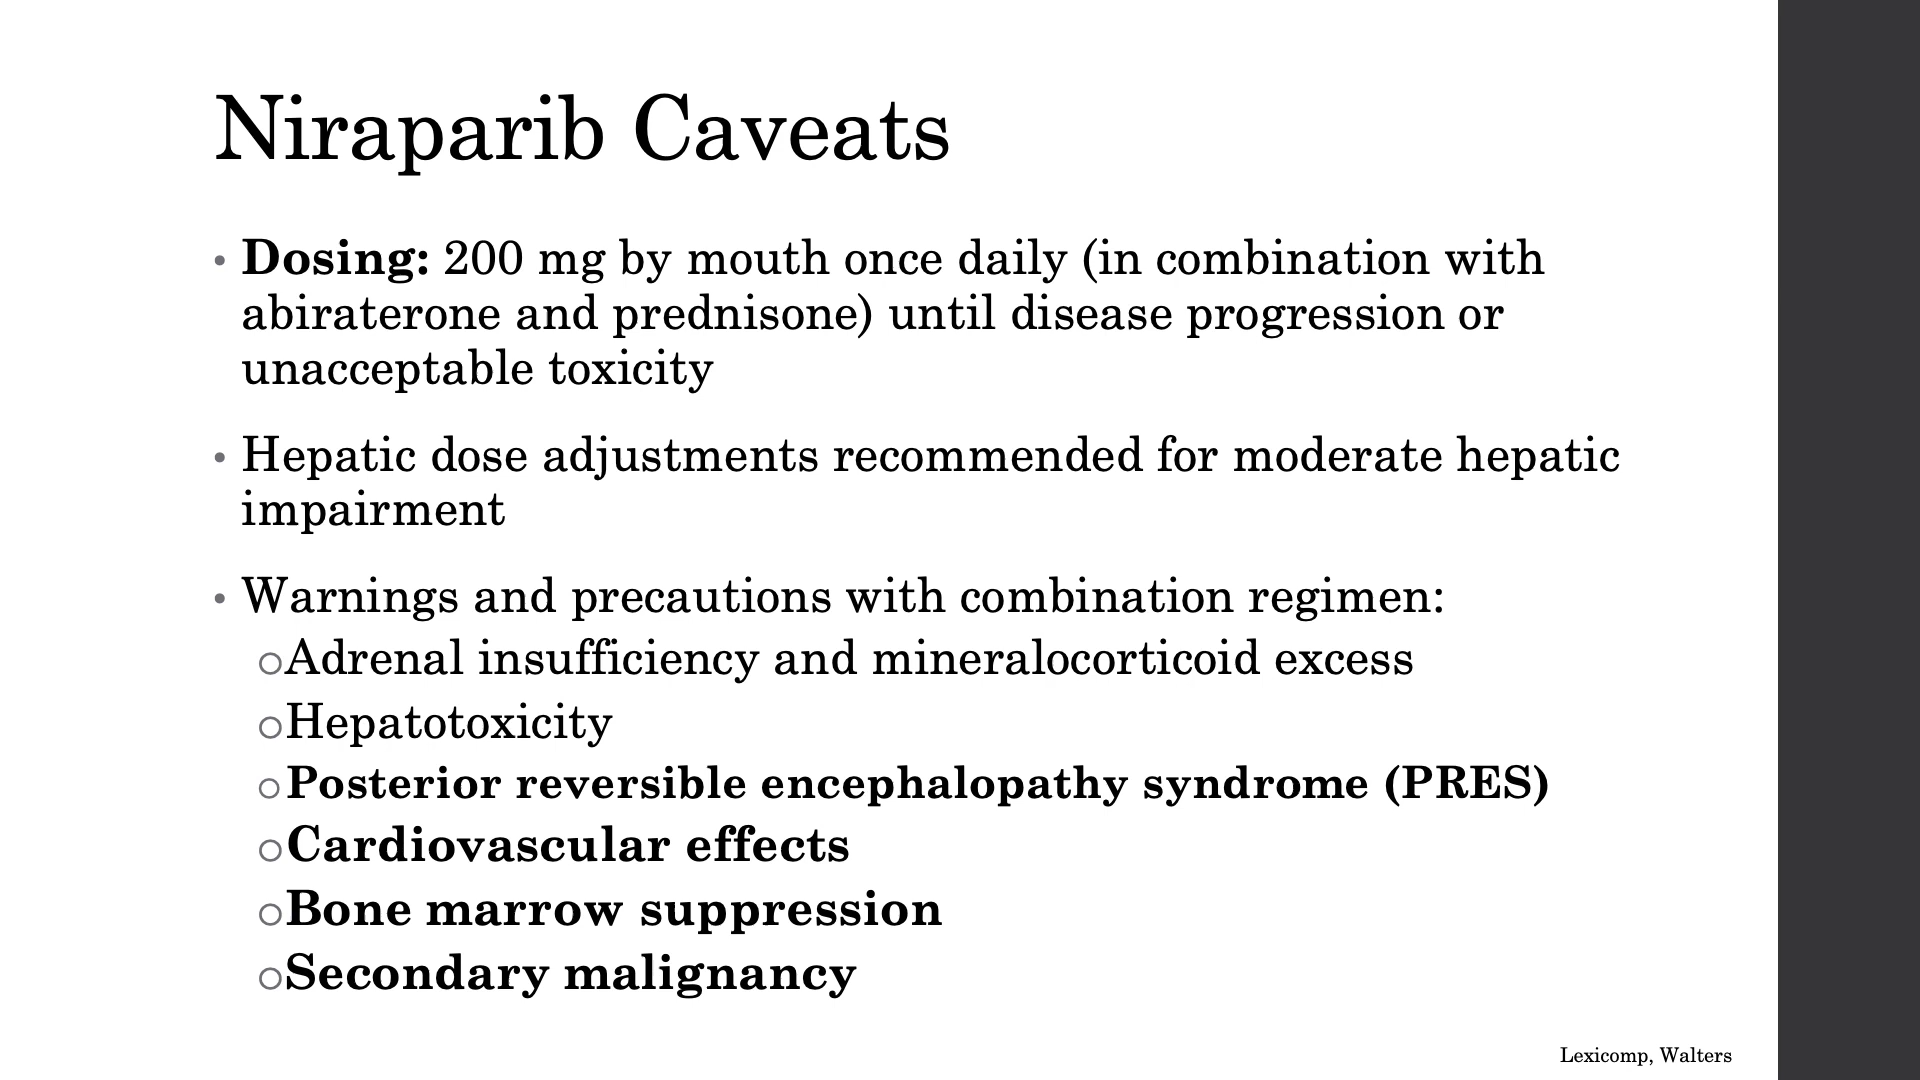 Niraparib Caveats
• Dosing: 200 mg by mouth once daily (in combination with
abiraterone and prednisone) until disease progression or
unacceptable toxicity
• Hepatic dose adjustments recommended for moderate hepatic
impairment
• Warnings and precautions with combination regimen:
○Adrenal insufficiency and mineralocorticoid excess
○Hepatotoxicity
○Posterior reversible encephalopathy syndrome (PRES)
○Cardiovascular effects
○Bone marrow suppression
○Secondary malignancy
Lexicomp, Walters